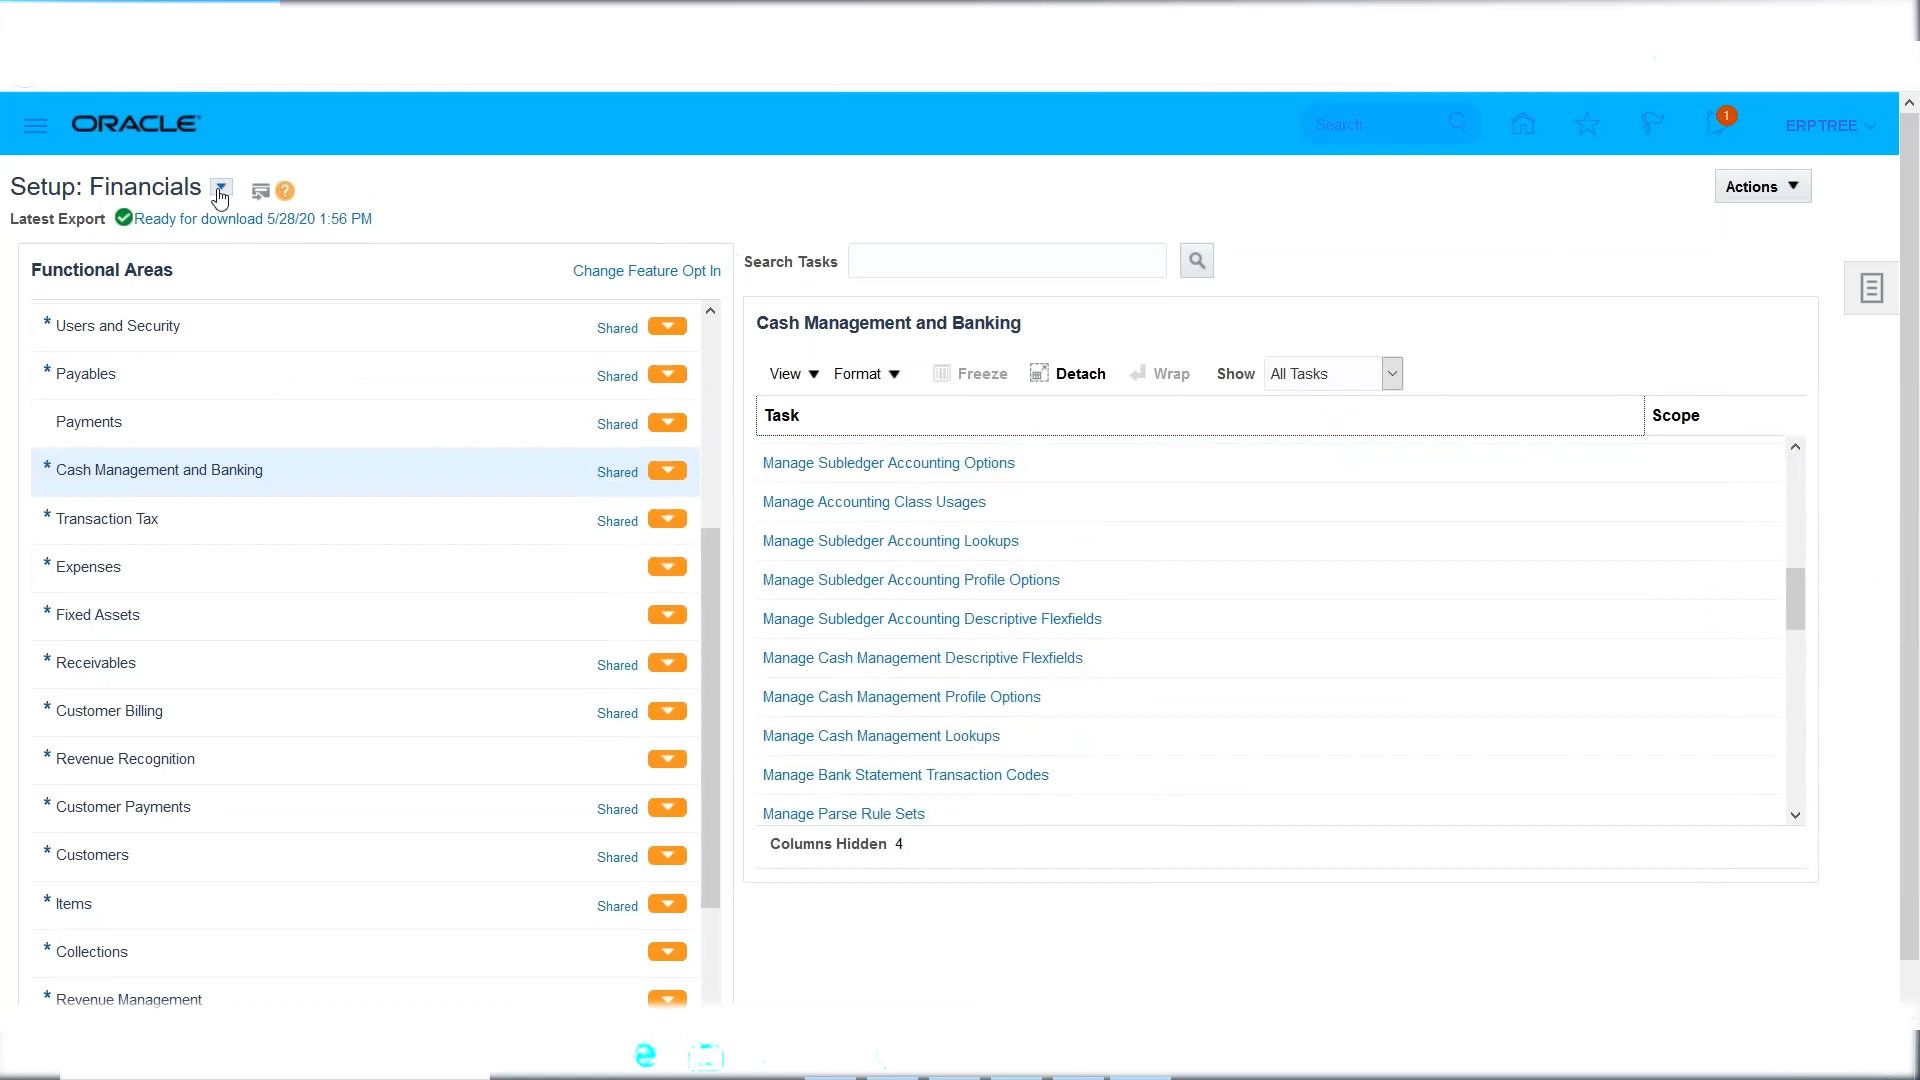 ORACLE
Search
1
ERPTREE
Setup: Financials
?
Actions
Latest Export Ready for download 5/28/20 1:56 PM
Functional Areas
Change Feature Opt In
* Users and Security Shared
* Payables Shared
Payments Shared
* Cash Management and Banking Shared
* Transaction Tax Shared
* Expenses
* Fixed Assets
* Receivables Shared
* Customer Billing Shared
* Revenue Recognition
* Customer Payments Shared
* Customers Shared
* Items Shared
* Collections
* Revenue Management
Search Tasks
Cash Management and Banking
View Format Freeze Detach Wrap Show All Tasks
Task Scope
Manage Subledger Accounting Options
Manage Accounting Class Usages
Manage Subledger Accounting Lookups
Manage Subledger Accounting Profile Options
Manage Subledger Accounting Descriptive Flexfields
Manage Cash Management Descriptive Flexfields
Manage Cash Management Profile Options
Manage Cash Management Lookups
Manage Bank Statement Transaction Codes
Manage Parse Rule Sets
Columns Hidden 4